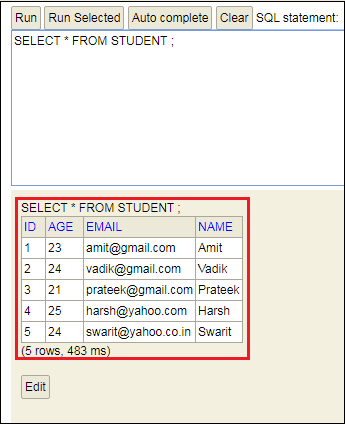 Run Run Selected Auto complete Clear SQL statement:
SELECT * FROM STUDENT ;
SELECT * FROM STUDENT ;
ID AGE EMAIL NAME
1 23 amit@gmail.com Amit
2 24 vadik@gmail.com Vadik
3 21 prateek@gmail.com Prateek
4 25 harsh@yahoo.com Harsh
5 24 swarit@yahoo.co.in Swarit
(5 rows, 483 ms)
Edit